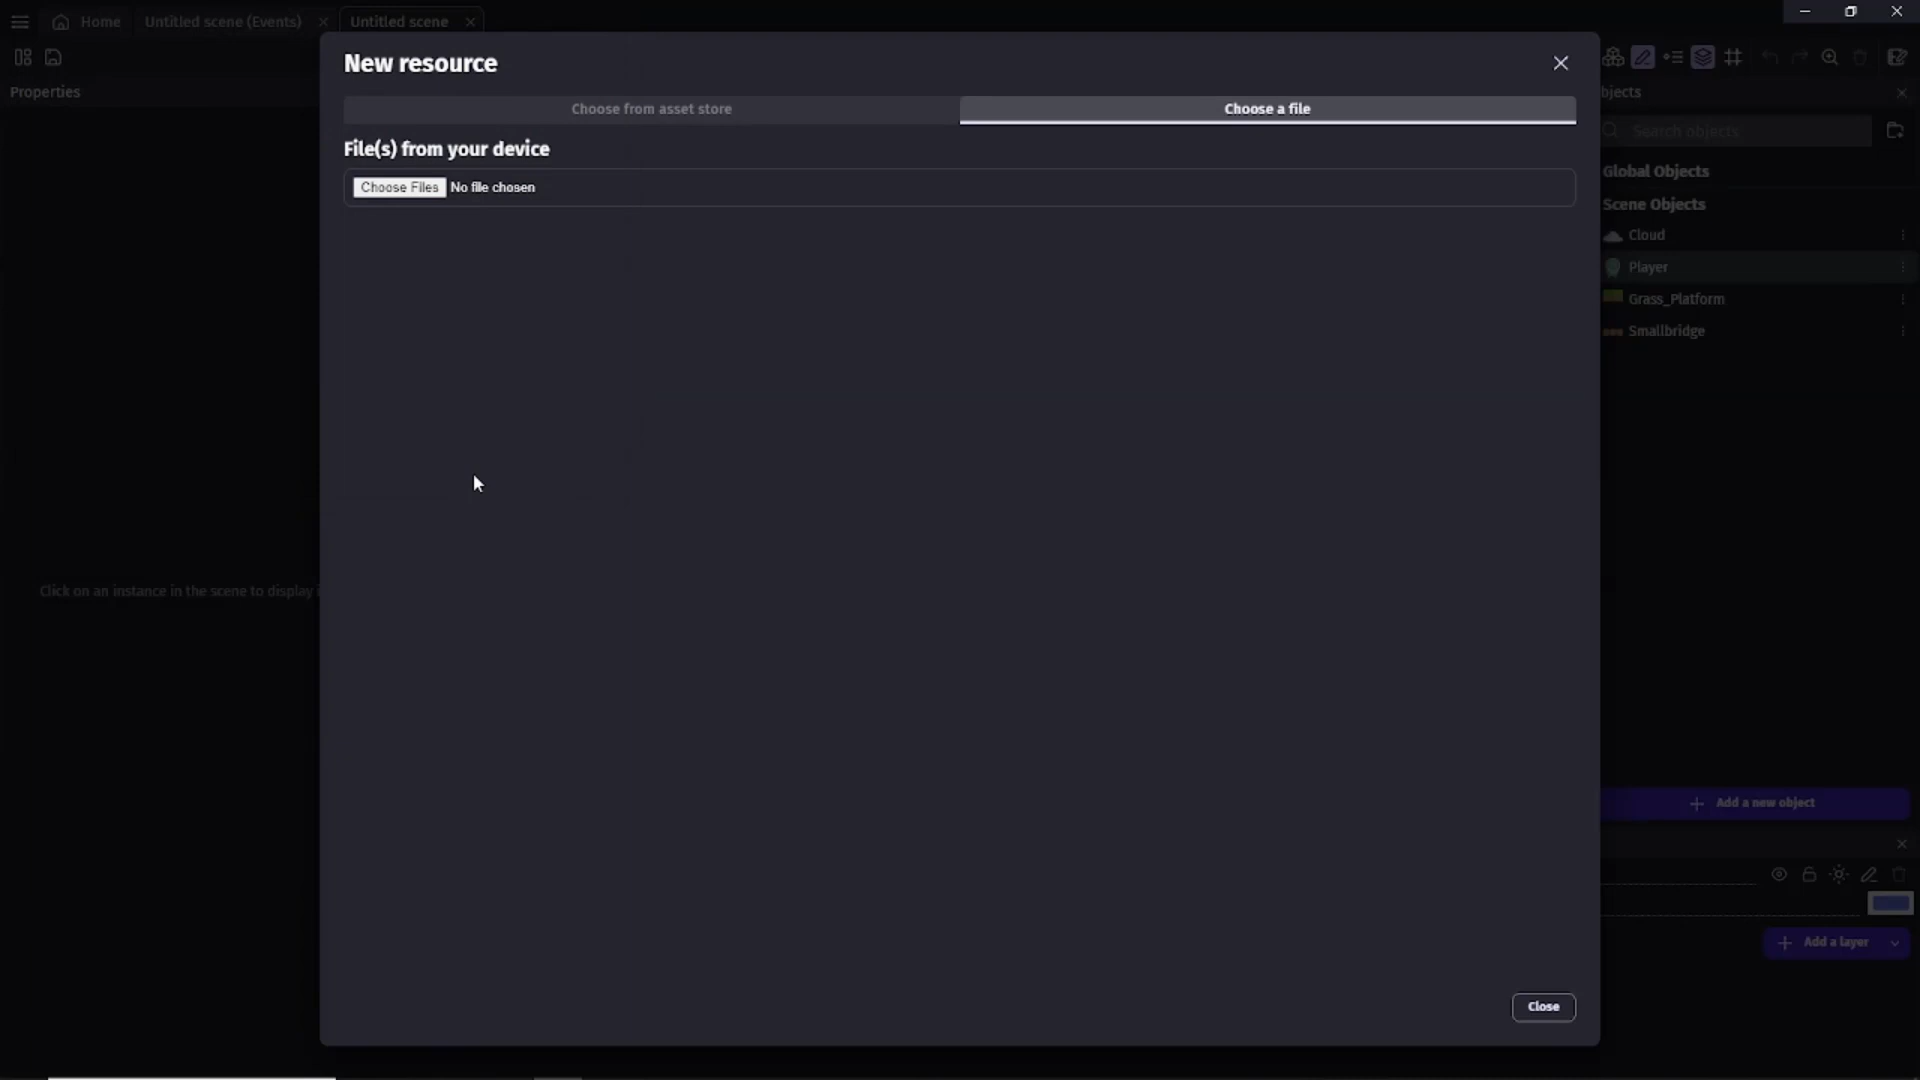 Home
Untitled scene (Events)
Untitled scene
New resource
Properties
Choose from asset store
Choose a file
Search objects
File(s) from your device
Choose Files No file chosen
Global Objects
Scene Objects
Cloud
Player
Grass_Platform
Smallbridge
Click on an instance in the scene to display
Add a new object
Add a layer
Close